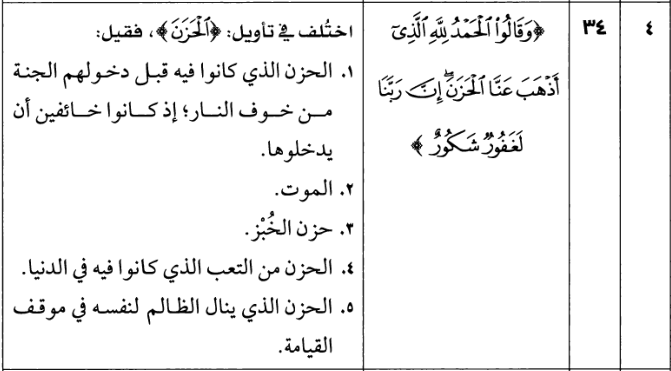 ٤
٣٤
﴿وَقَالُوا۟ ٱلْحَمْدُ لِلَّهِ ٱلَّذِىٓ
أَذْهَبَ عَنَّا ٱلْحَزَنَ ۖ إِنَّ رَبَّنَا
لَغَفُورٌ شَكُورٌ ﴾
اختُلف في تأويل: ﴿ٱلْحَزَنَ﴾، فقيل:
١. الحزن الذي كانوا فيه قبل دخولهم الجنة
من خوف النار؛ إذ كانوا خائفين أن
يدخلوها.
٢. الموت.
٣. حزن الخُبْز.
٤. الحزن من التعب الذي كانوا فيه في الدنيا.
٥. الحزن الذي ينال الظالم لنفسه في موقف
القيامة.